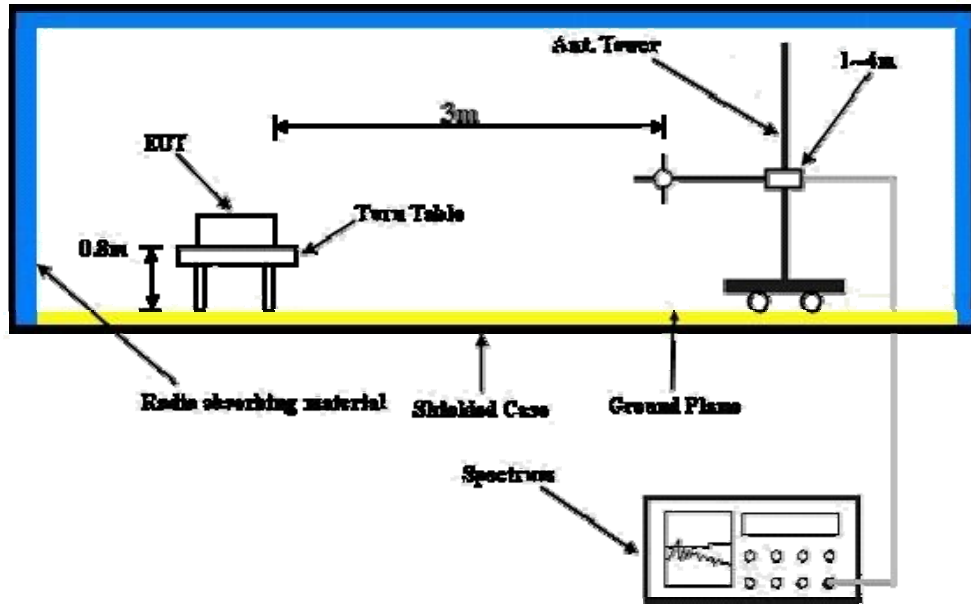 Ant. Tower
1~4m
3m
EUT
Turn Table
0.8m
Radio absorbing material
Shielded Case
Ground Plane
Spectrum